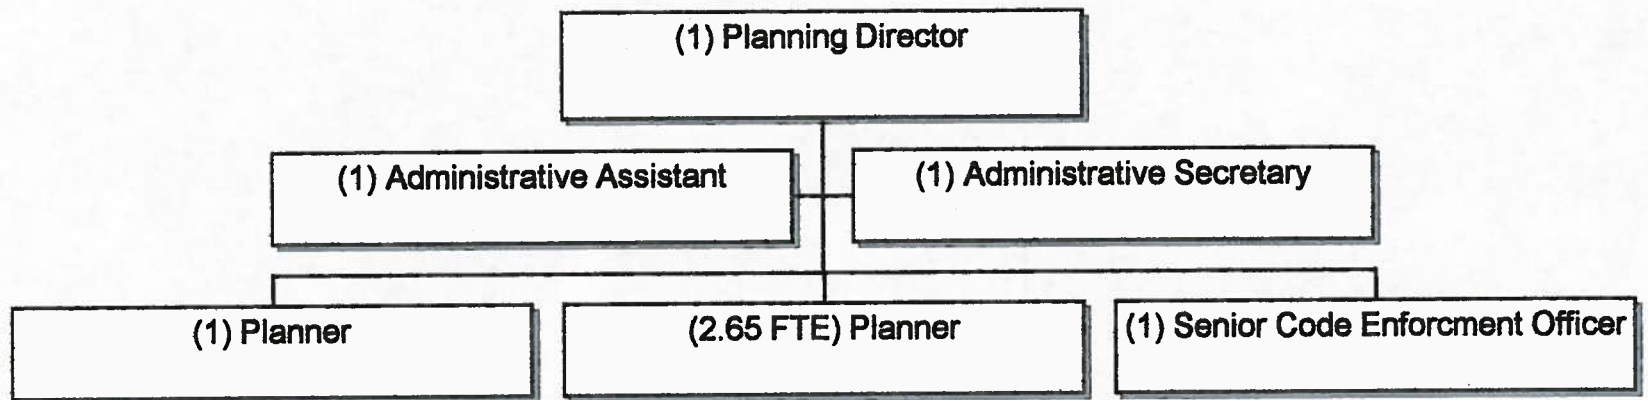 (1) Planning Director
(1) Administrative Assistant
(1) Administrative Secretary
(1) Planner
(2.65 FTE) Planner
(1) Senior Code Enforcment Officer